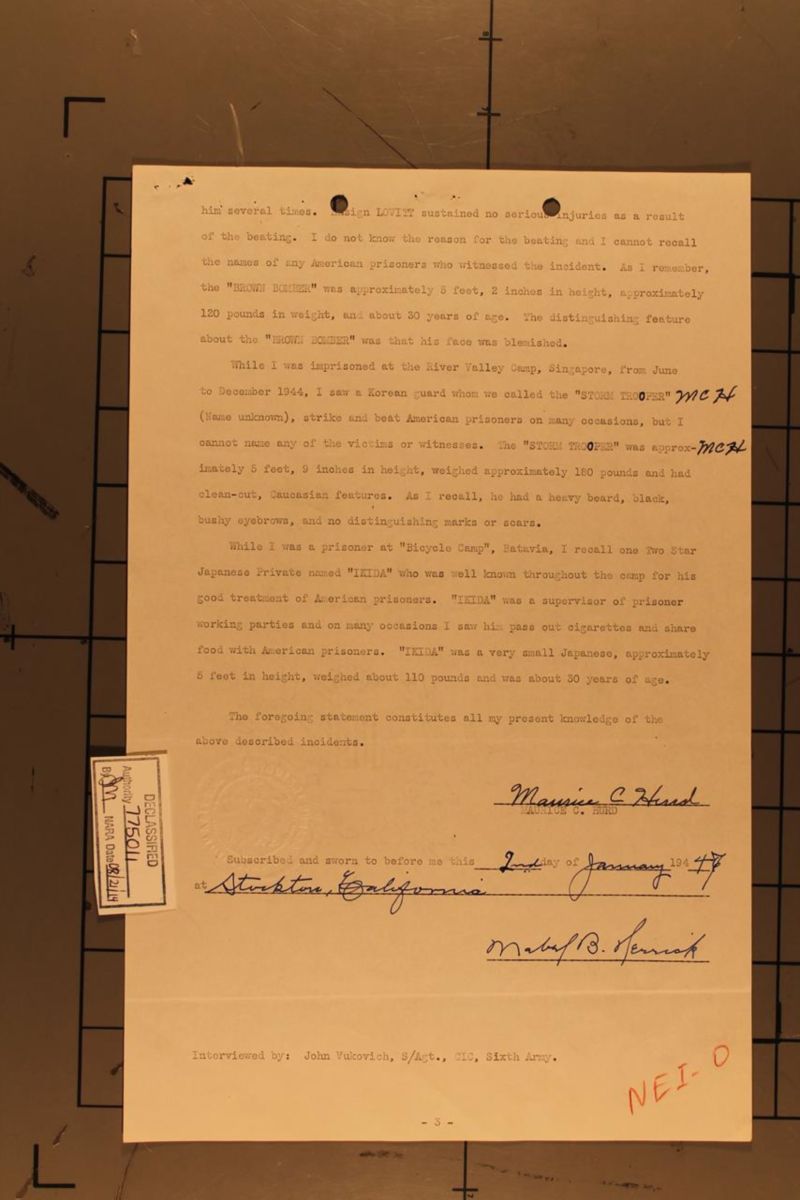 him several times. Ensign LOVITT sustained no serious injuries as a result
of the beating. I do not know the reason for the beating and I cannot recall
the names of any American prisoners who witnessed the incident. As I remember,
the "BROWN BOMBER" was approximately 5 feet, 2 inches in height, approximately
120 pounds in weight, and about 30 years of age. The distinguishing feature
about the "BROWN BOMBER" was that his face was blemished.
While I was imprisoned at the River Valley Camp, Singapore, from June
to December 1944, I saw a Korean guard whom we called the "STORM TROOPER" MCH
(Name unknown), strike and beat American prisoners on many occasions, but I
cannot name any of the victims or witnesses. The "STORM TROOPER" was approx- MCH
imately 5 feet, 9 inches in height, weighed approximately 180 pounds and had
clean-cut, Caucasian features. As I recall, he had a heavy beard, black,
bushy eyebrows, and no distinguishing marks or scars.
While I was a prisoner at "Bicycle Camp", Batavia, I recall one Two Star
Japanese Private named "IKIDA" who was well known throughout the camp for his
good treatment of American prisoners. "IKIDA" was a supervisor of prisoner
working parties and on many occasions I saw him pass out cigarettes and share
food with American prisoners. "IKIDA" was a very small Japanese, approximately
5 feet in height, weighed about 110 pounds and was about 30 years of age.
The foregoing statement constitutes all my present knowledge of the
above described incidents.
Maurice C Hurd
MAURICE C. HURD
Subscribed and sworn to before me this 2nd day of January 1947
at Stockton, California
Mabel B. Herrick
Interviewed by: John Vukovich, S/Agt., CIC, Sixth Army.
NEI-O
- 3 -
DECLASSIFIED
Authority 775011
By NARA Date